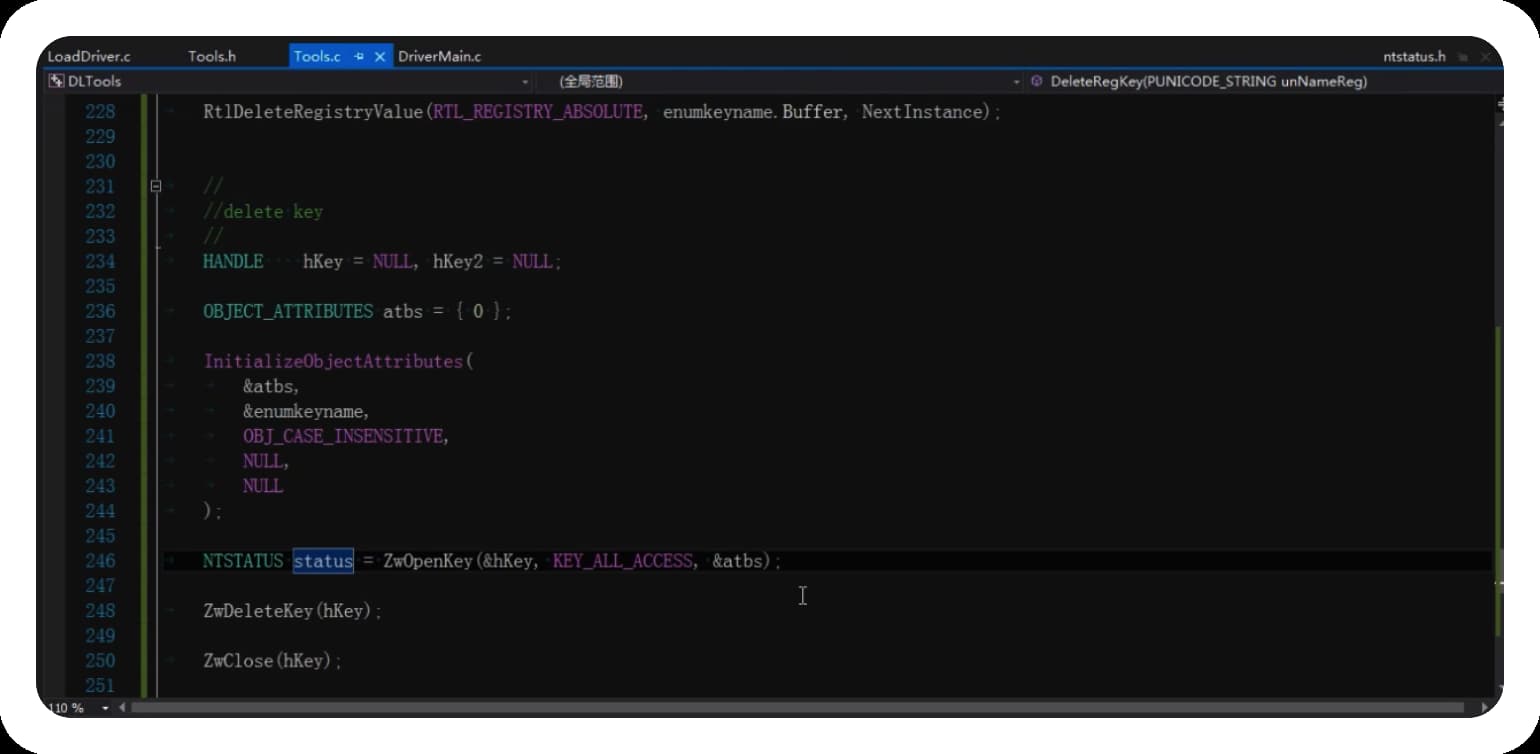 LoadDriver.c Tools.h Tools.c DriverMain.c ntstatus.h
DLTools (全局范围) DeleteRegKey(PUNICODE_STRING unNameReg)
228 RtlDeleteRegistryValue(RTL_REGISTRY_ABSOLUTE, enumkeyname.Buffer, NextInstance);
229
230
231 //
232 //delete key
233 //
234 HANDLE hKey = NULL, hKey2 = NULL;
235
236 OBJECT_ATTRIBUTES atbs = { 0 };
237
238 InitializeObjectAttributes(
239 &atbs,
240 &enumkeyname,
241 OBJ_CASE_INSENSITIVE,
242 NULL,
243 NULL
244 );
245
246 NTSTATUS status = ZwOpenKey(&hKey, KEY_ALL_ACCESS, &atbs);
247
248 ZwDeleteKey(hKey);
249
250 ZwClose(hKey);
251
110 %